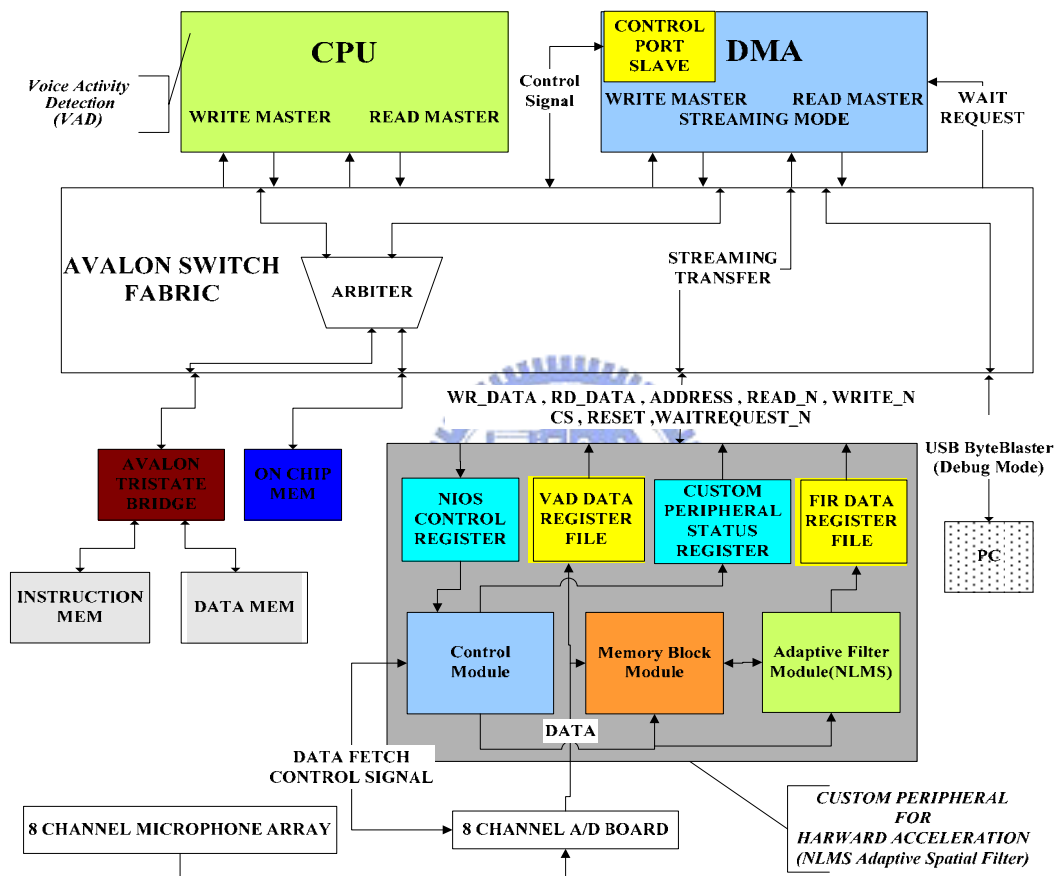 CPU
WRITE MASTER
READ MASTER
Voice Activity
Detection
(VAD)
CONTROL
PORT
SLAVE
DMA
WRITE MASTER
READ MASTER
STREAMING MODE
Control
Signal
WAIT
REQUEST
AVALON SWITCH
FABRIC
ARBITER
STREAMING
TRANSFER
WR_DATA , RD_DATA , ADDRESS , READ_N , WRITE_N
CS , RESET ,WAITREQUEST_N
AVALON
TRISTATE
BRIDGE
ON CHIP
MEM
INSTRUCTION
MEM
DATA MEM
NIOS
CONTROL
REGISTER
VAD DATA
REGISTER
FILE
CUSTOM
PERIPHERAL
STATUS
REGISTER
FIR DATA
REGISTER
FILE
USB ByteBlaster
(Debug Mode)
PC
Control
Module
Memory Block
Module
Adaptive Filter
Module(NLMS)
DATA
DATA FETCH
CONTROL SIGNAL
8 CHANNEL MICROPHONE ARRAY
8 CHANNEL A/D BOARD
CUSTOM PERIPHERAL
FOR
HARWARD ACCELERATION
(NLMS Adaptive Spatial Filter)